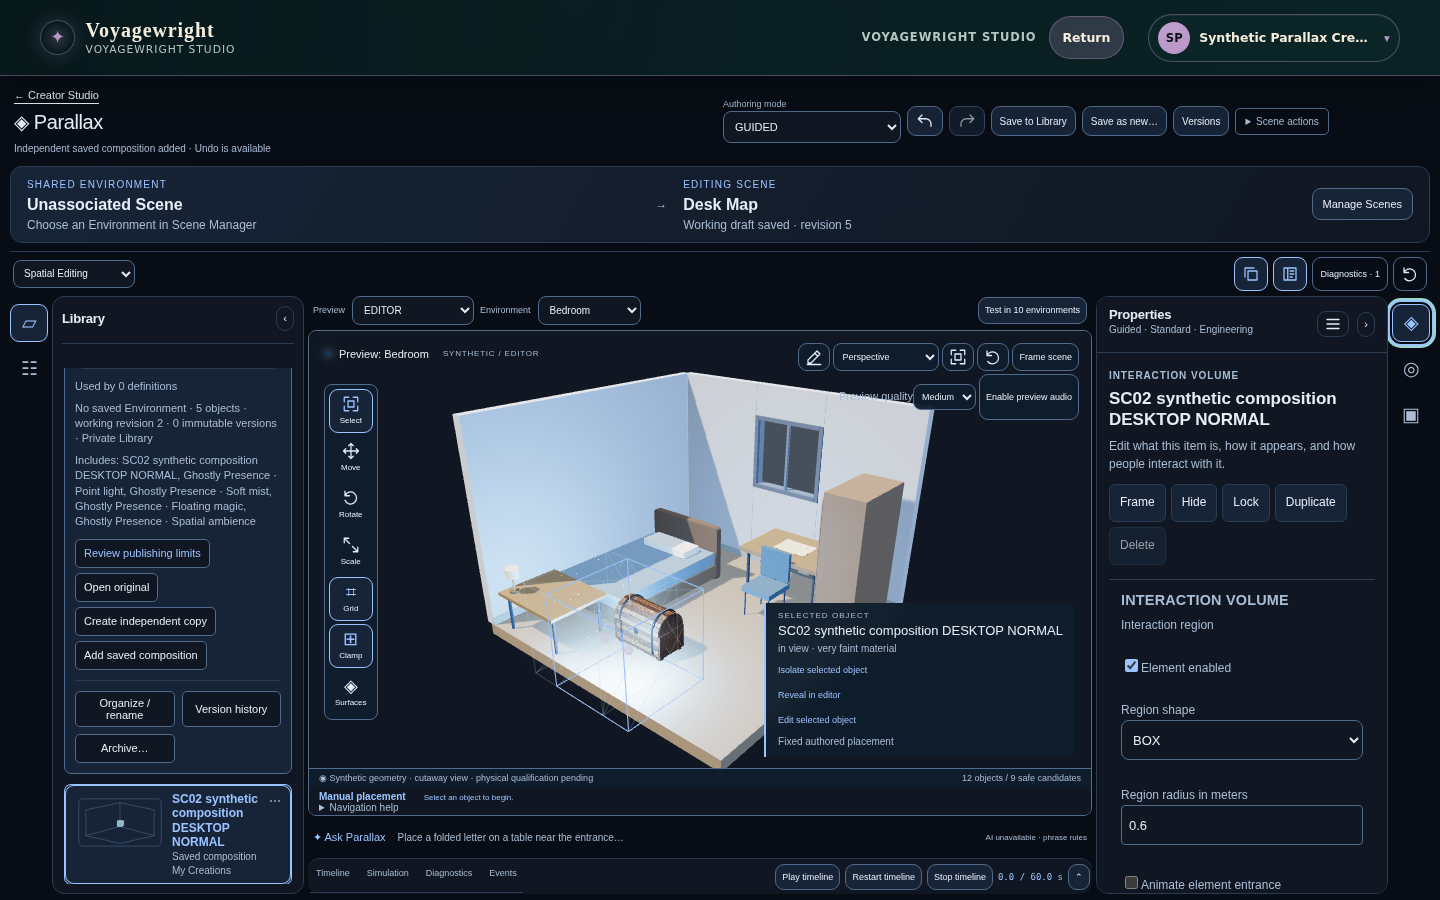 Voyagewright
VOYAGEWRIGHT STUDIO
VOYAGEWRIGHT STUDIO
Return
SP
Synthetic Parallax Cre…
← Creator Studio
◈ Parallax
Independent saved composition added · Undo is available
Authoring mode
GUIDED
Save to Library
Save as new…
Versions
Scene actions
SHARED ENVIRONMENT
Unassociated Scene
Choose an Environment in Scene Manager
→
EDITING SCENE
Desk Map
Working draft saved · revision 5
Manage Scenes
Spatial Editing
Diagnostics · 1
Library
Used by 0 definitions
No saved Environment · 5 objects ·
working revision 2 · 0 immutable versions
· Private Library
Includes: SC02 synthetic composition
DESKTOP NORMAL, Ghostly Presence ·
Point light, Ghostly Presence · Soft mist,
Ghostly Presence · Floating magic,
Ghostly Presence · Spatial ambience
Review publishing limits
Open original
Create independent copy
Add saved composition
Organize /
rename
Version history
Archive…
SC02 synthetic
composition
DESKTOP
NORMAL
Saved composition
My Creations
Preview
EDITOR
Environment
Bedroom
Test in 10 environments
Preview: Bedroom
SYNTHETIC / EDITOR
Perspective
Frame scene
Preview quality
Medium
Enable preview audio
Select
Move
Rotate
Scale
Grid
Clamp
Surfaces
SELECTED OBJECT
SC02 synthetic composition DESKTOP NORMAL
in view · very faint material
Isolate selected object
Reveal in editor
Edit selected object
Fixed authored placement
◉ Synthetic geometry · cutaway view · physical qualification pending
12 objects / 9 safe candidates
Manual placement
Select an object to begin.
Navigation help
✦ Ask Parallax
Place a folded letter on a table near the entrance…
AI unavailable · phrase rules
Timeline
Simulation
Diagnostics
Events
Play timeline
Restart timeline
Stop timeline
0.0 / 60.0 s
Properties
Guided · Standard · Engineering
INTERACTION VOLUME
SC02 synthetic composition
DESKTOP NORMAL
Edit what this item is, how it appears, and how
people interact with it.
Frame
Hide
Lock
Duplicate
Delete
INTERACTION VOLUME
Interaction region
Element enabled
Region shape
BOX
Region radius in meters
0.6
Animate element entrance